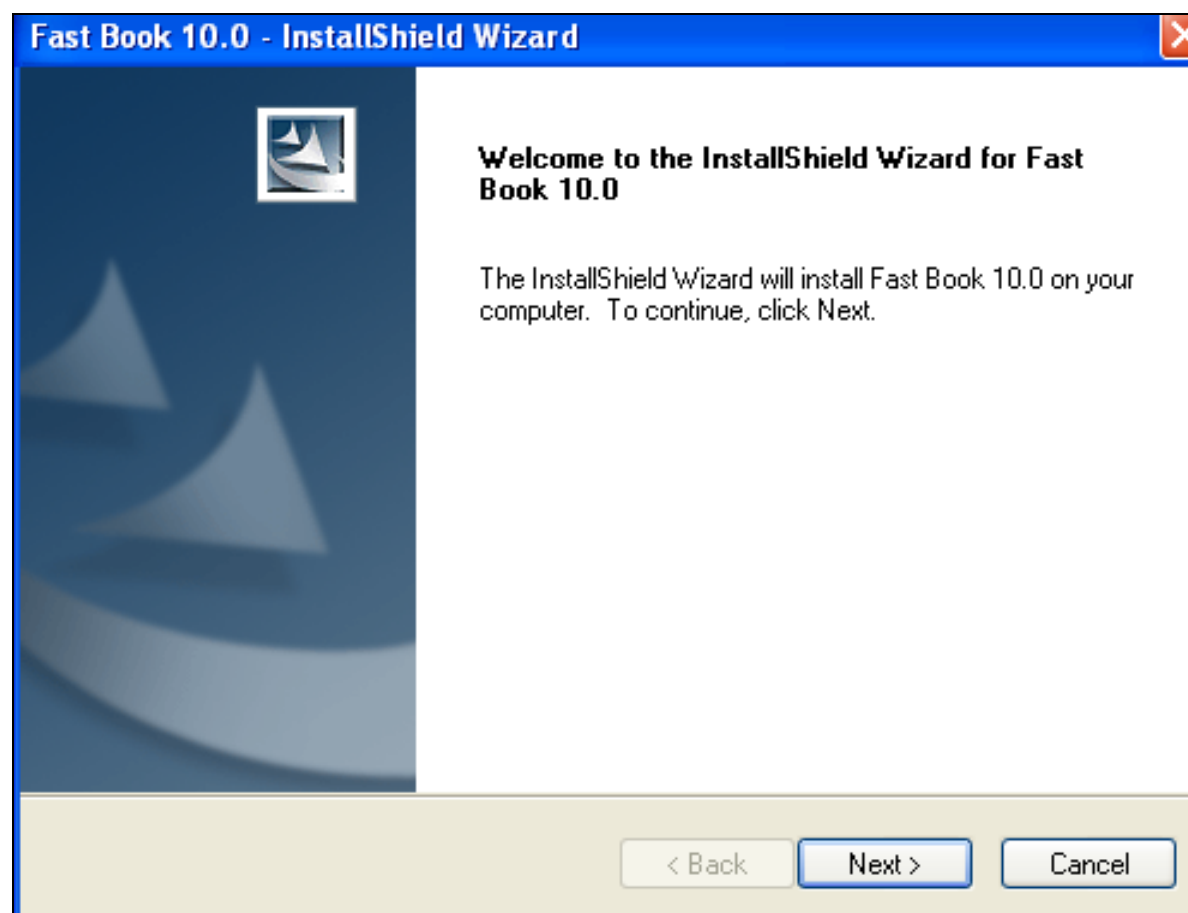 Fast Book 10.0 - InstallShield Wizard
Welcome to the InstallShield Wizard for Fast
Book 10.0
The InstallShield Wizard will install Fast Book 10.0 on your
computer.  To continue, click Next.
< Back
Next >
Cancel